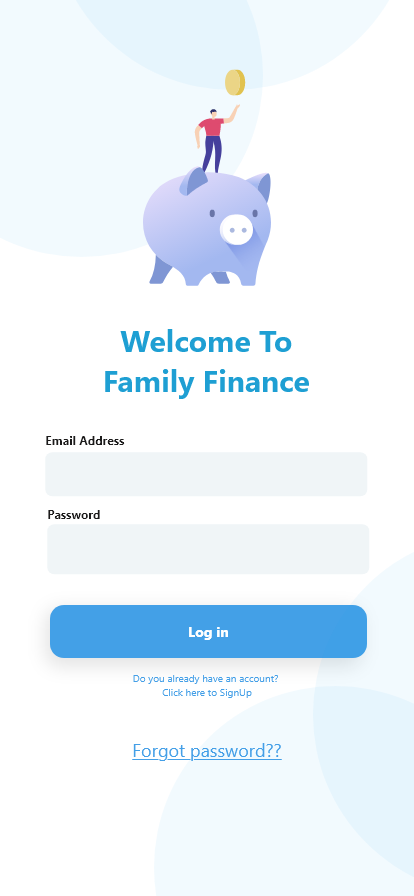 Welcome To
Family Finance
Email Address
Password
Log in
Do you already have an account?
Click here to SignUp
Forgot password??